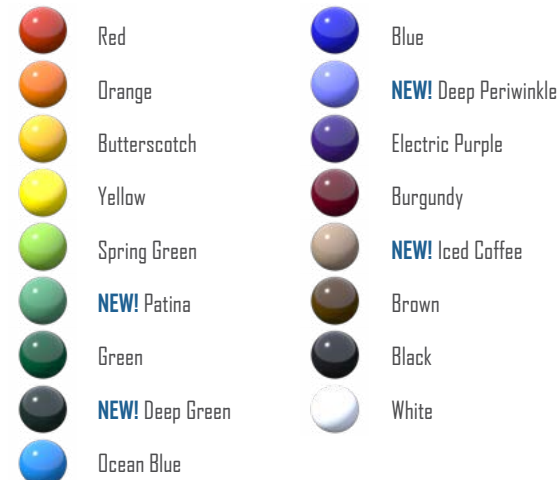 Red
Orange
Butterscotch
Yellow
Spring Green
NEW! Patina
Green
NEW! Deep Green
Ocean Blue
Blue
NEW! Deep Periwinkle
Electric Purple
Burgundy
NEW! Iced Coffee
Brown
Black
White